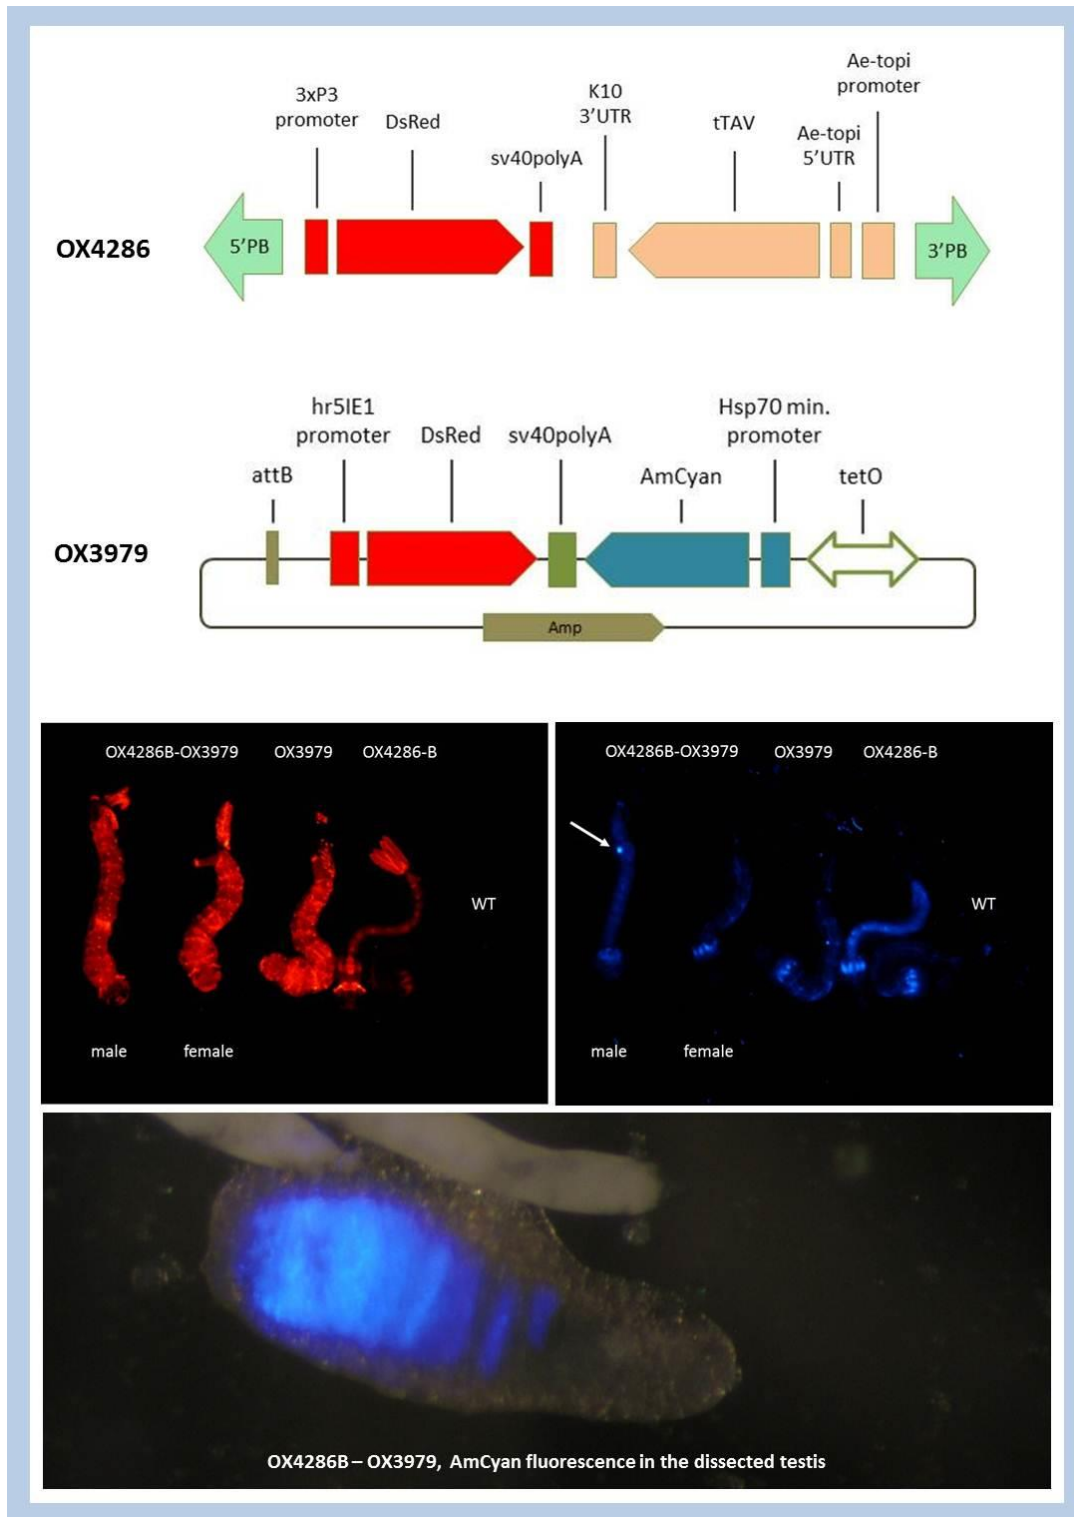 Ae-topi
promoter
3xP3
promoter
DsRed
sv40polyA
K10
3'UTR
tTAV
Ae-topi
5'UTR
OX4286
5'PB
3'PB
hr5IE1
promoter
DsRed
sv40polyA
Hsp70 min.
promoter
attB
AmCyan
tetO
OX3979
Amp
OX4286B-OX3979 OX3979 OX4286-B
WT
male female
OX4286B-OX3979 OX3979 OX4286-B
WT
male female
OX4286B – OX3979, AmCyan fluorescence in the dissected testis